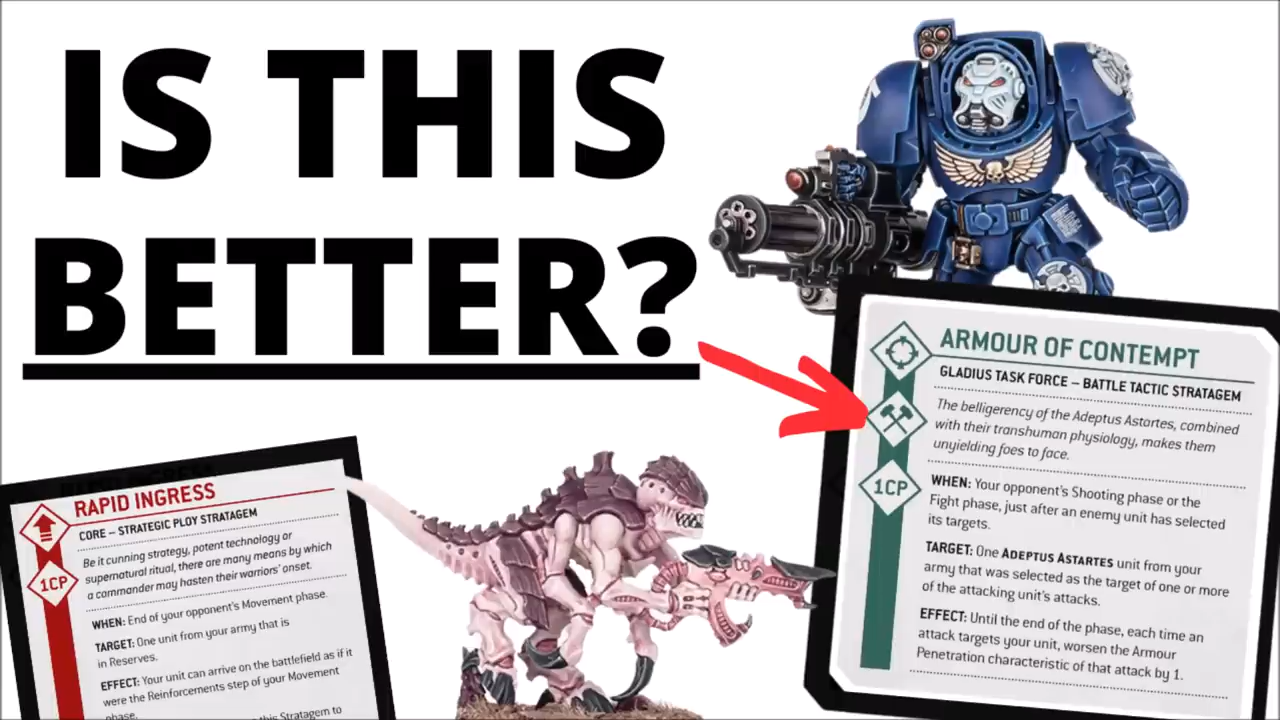 IS THIS
BETTER?
ARMOUR OF CONTEMPT
GLADIUS TASK FORCE – BATTLE TACTIC STRATAGEM
The belligerency of the Adeptus Astartes, combined
with their transhuman physiology, makes them
unyielding foes to face.
1CP
WHEN: Your opponent's Shooting phase or the
Fight phase, just after an enemy unit has selected
its targets.
TARGET: One ADEPTUS ASTARTES unit from your
army that was selected as the target of one or more
of the attacking unit's attacks.
EFFECT: Until the end of the phase, each time an
attack targets your unit, worsen the Armour
Penetration characteristic of that attack by 1.
RAPID INGRESS
CORE – STRATEGIC PLOY STRATAGEM
Be it cunning strategy, potent technology or
supernatural ritual, there are many means by which
a commander may hasten their warriors' onset.
1CP
WHEN: End of your opponent's Movement phase.
TARGET: One unit from your army that is
in Reserves.
EFFECT: Your unit can arrive on the battlefield as if it
were the Reinforcements step of your Movement
phase.
this Stratagem to